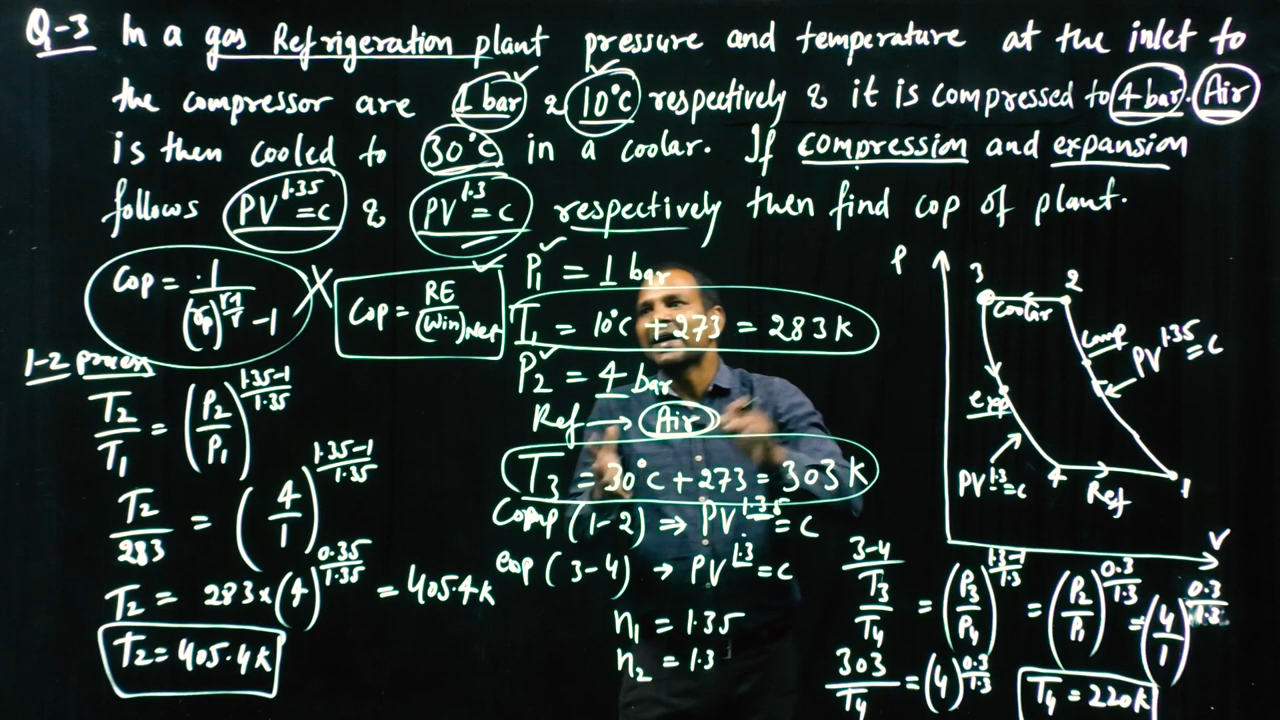 Q-3 In a gas Refrigeration plant pressure and temperature at the inlet to
the compressor are 1 bar & 10°C respectively & it is compressed to 4 bar. Air
is then cooled to 30°C in a coolar. If compression and expansion
follows PV^1.35=C & PV^1.3=C respectively then find cop of plant.
Cop = 1/((rp)^(r-1/r) - 1) X
Cop = RE/(Win)Net
1-2 process
T2/T1 = (P2/P1)^(1.35-1/1.35)
T2/283 = (4/1)^(1.35-1/1.35)
T2 = 283×(4)^(0.35/1.35) = 405.4K
T2 = 405.4K
P1 = 1 bar
T1 = 10°C + 273 = 283K
P2 = 4 bar
Ref → Air
T3 = 30°C + 273 = 303K
Comp (1-2) ⇒ PV^1.35=C
exp (3-4) → PV^1.3=C
n1 = 1.35
n2 = 1.3
P
3 2
Coolar
Comp
PV^1.35=C
exp
PV^1.3=C
4 Ref 1
V
3-4
T3/T4 = (P3/P4)^(1.3-1/1.3) = (P2/P1)^(0.3/1.3) = (4/1)^(0.3/1.3)
303/T4 = (4)^(0.3/1.3)
T4 = 220K